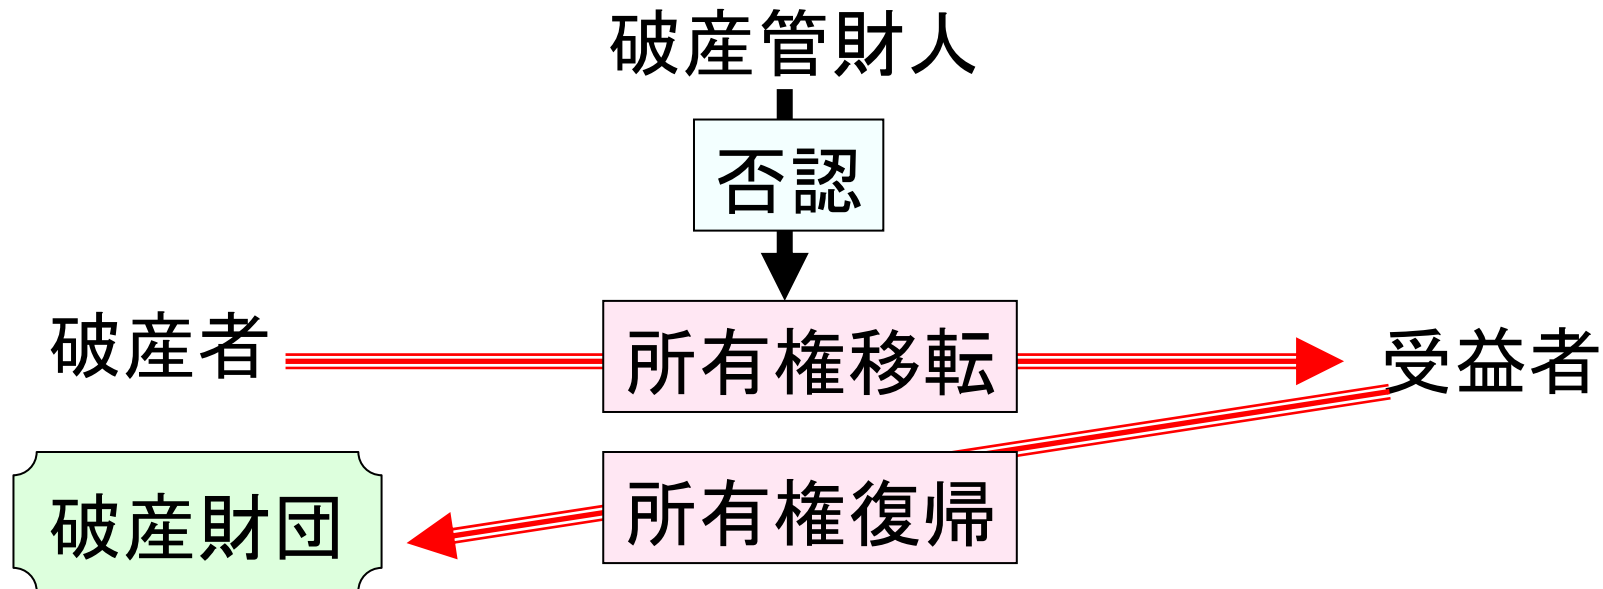 破産管財人
否認
破産者
所有権移転
受益者
所有権復帰
破産財団